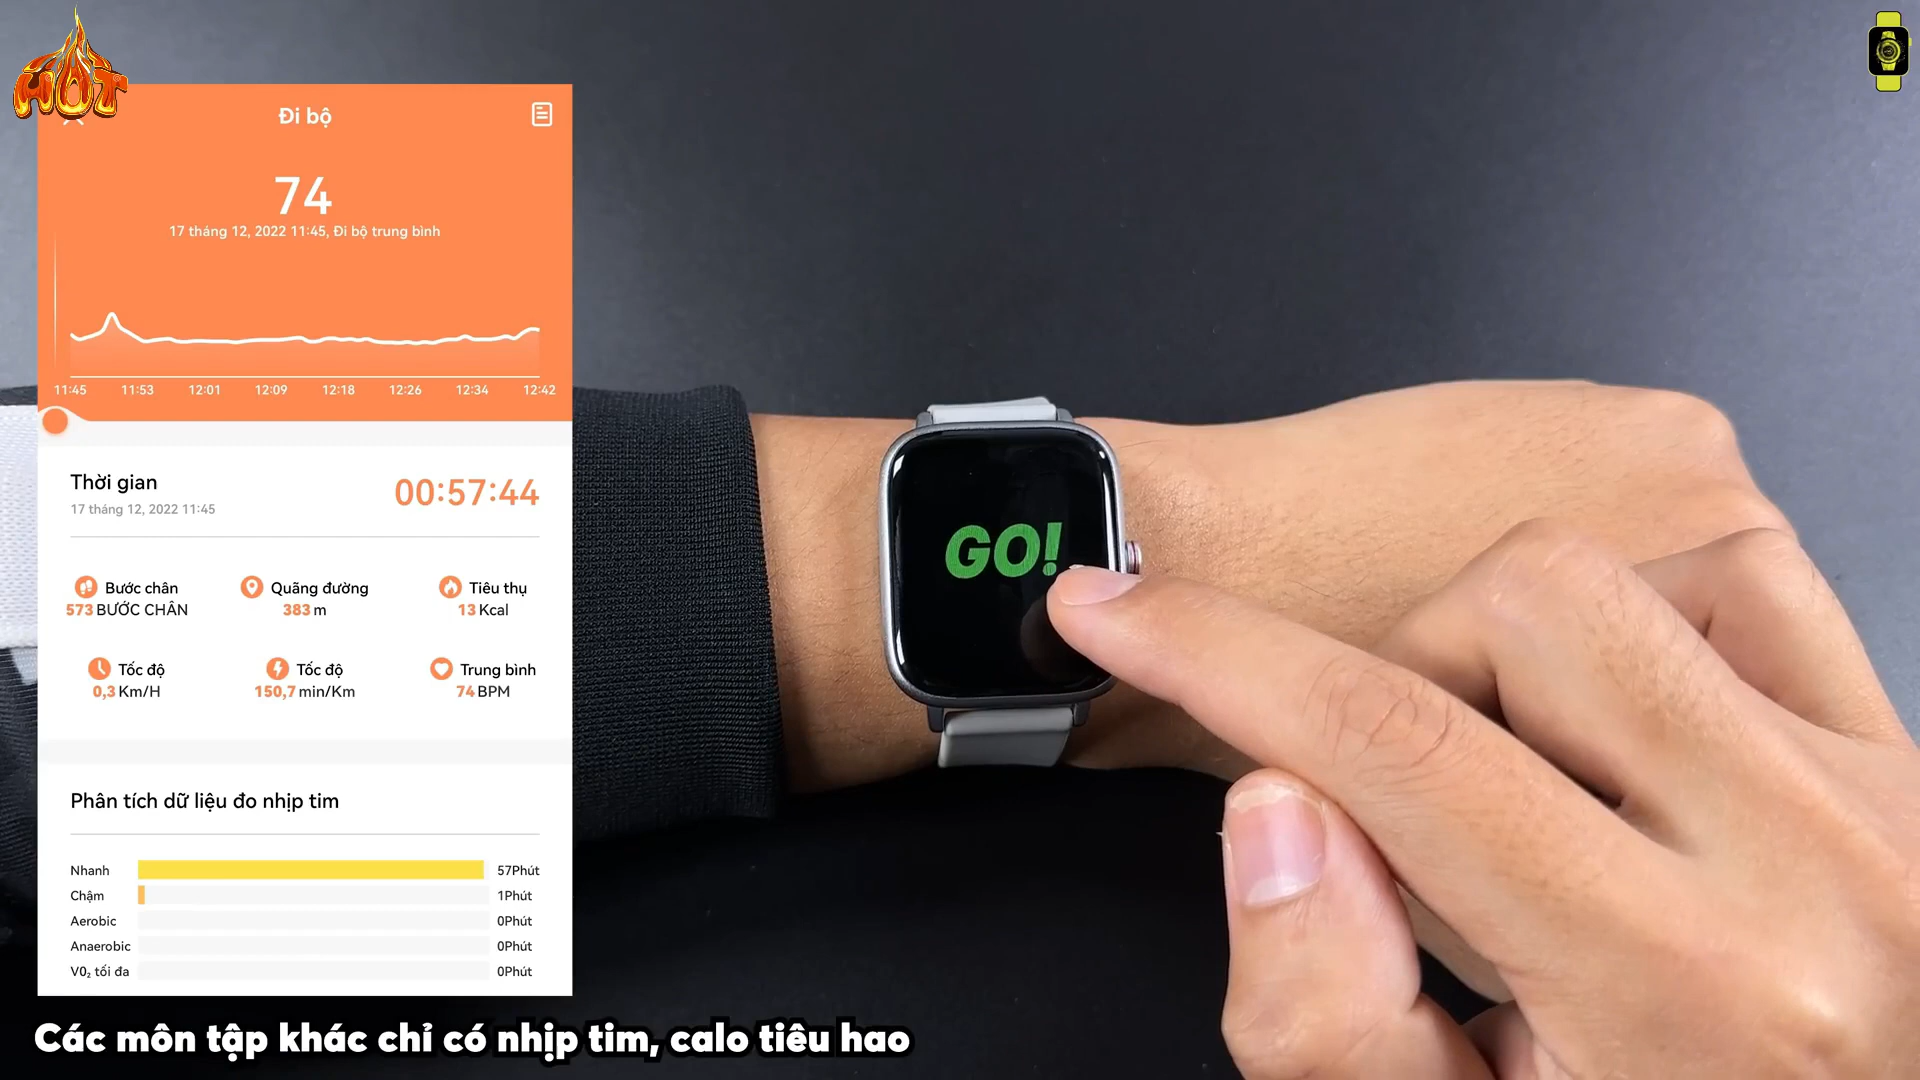 HOT
Đi bộ
74
17 tháng 12, 2022 11:45, Đi bộ trung bình
11:45 11:53 12:01 12:09 12:18 12:26 12:34 12:42
Thời gian
00:57:44
17 tháng 12, 2022 11:45
Bước chân Quãng đường Tiêu thụ
573 BƯỚC CHÂN 383 m 13 Kcal
Tốc độ Tốc độ Trung bình
0,3 Km/H 150,7 min/Km 74 BPM
Phân tích dữ liệu đo nhịp tim
Nhanh 57Phút
Chậm 1Phút
Aerobic 0Phút
Anaerobic 0Phút
V0₂ tối đa 0Phút
GO!
Các môn tập khác chỉ có nhịp tim, calo tiêu hao